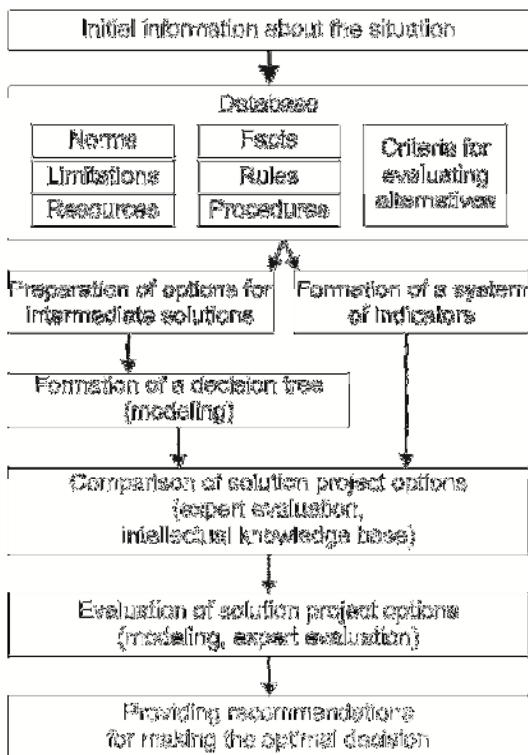 Initial information about the situation
Database
Norms
Limitations
Resources
Facts
Rules
Procedures
Criteria for
evaluating
alternatives
Preparation of options for
intermediate solutions
Formation of a system
of indicators
Formation of a decision tree
(modeling)
Comparison of solution project options
(expert evaluation,
intellectual knowledge base)
Evaluation of solution project options
(modeling, expert evaluation)
Providing recommendations
for making the optimal decision